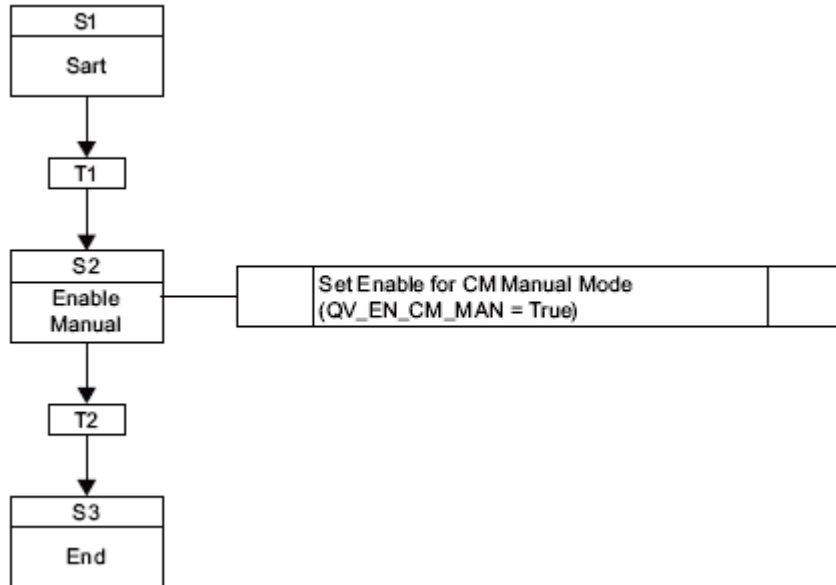 S1
Sart
T1
S2
Enable
Manual
Set Enable for CM Manual Mode
(QV_EN_CM_MAN = True)
T2
S3
End